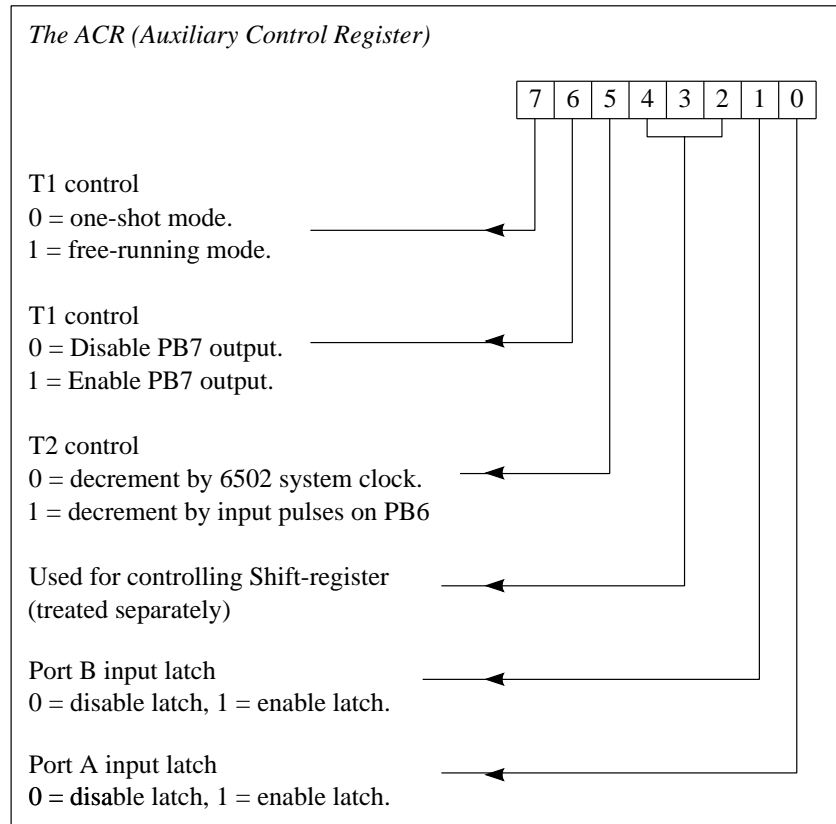 The ACR (Auxiliary Control Register)
7 6 5 4 3 2 1 0
T1 control
0 = one-shot mode.
1 = free-running mode.
T1 control
0 = Disable PB7 output.
1 = Enable PB7 output.
T2 control
0 = decrement by 6502 system clock.
1 = decrement by input pulses on PB6
Used for controlling Shift-register
(treated separately)
Port B input latch
0 = disable latch, 1 = enable latch.
Port A input latch
0 = disable latch, 1 = enable latch.